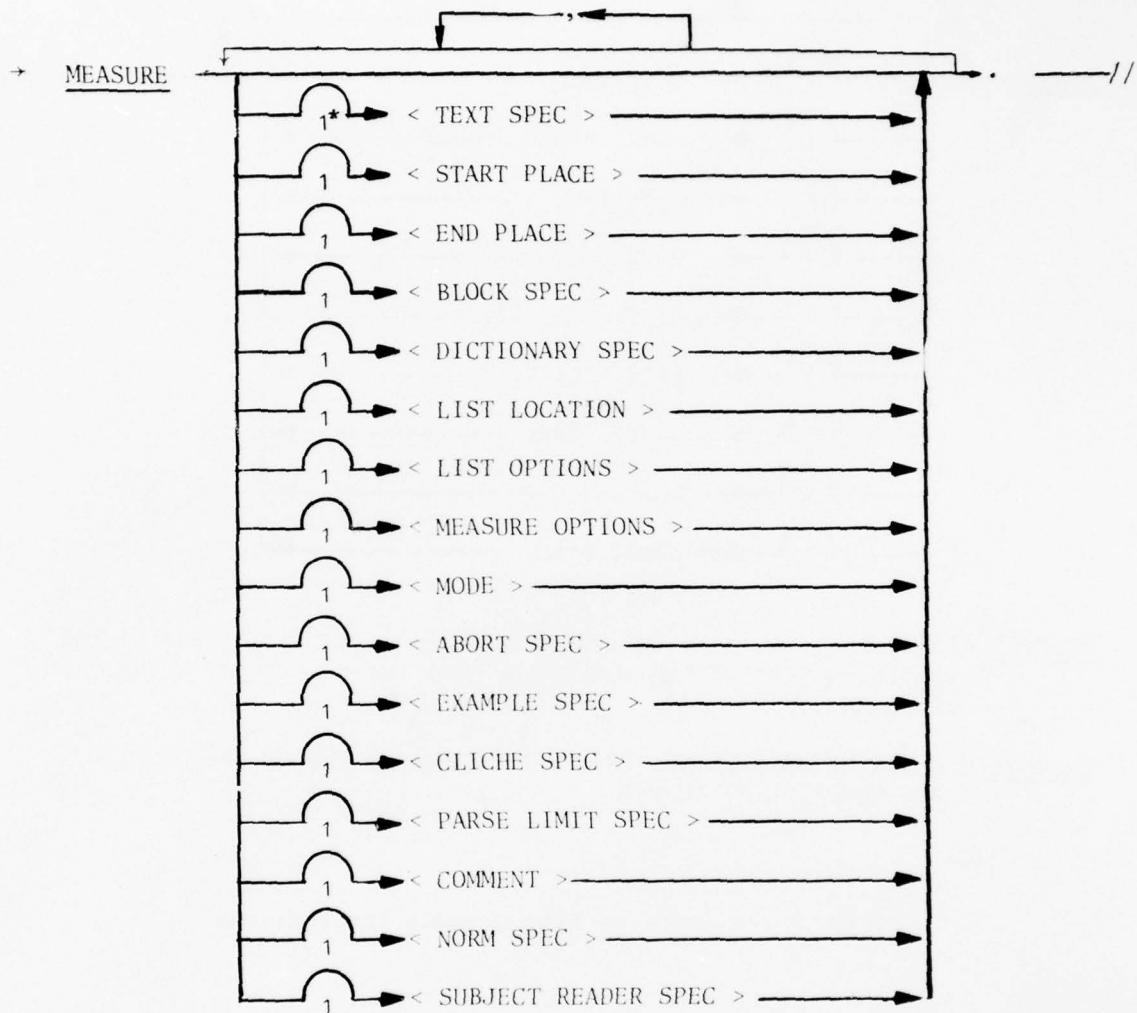 ,
→ MEASURE . //
1* < TEXT SPEC >
1 < START PLACE >
1 < END PLACE >
1 < BLOCK SPEC >
1 < DICTIONARY SPEC >
1 < LIST LOCATION >
1 < LIST OPTIONS >
1 < MEASURE OPTIONS >
1 < MODE >
1 < ABORT SPEC >
1 < EXAMPLE SPEC >
1 < CLICHE SPEC >
1 < PARSE LIMIT SPEC >
1 < COMMENT >
1 < NORM SPEC >
1 < SUBJECT READER SPEC >